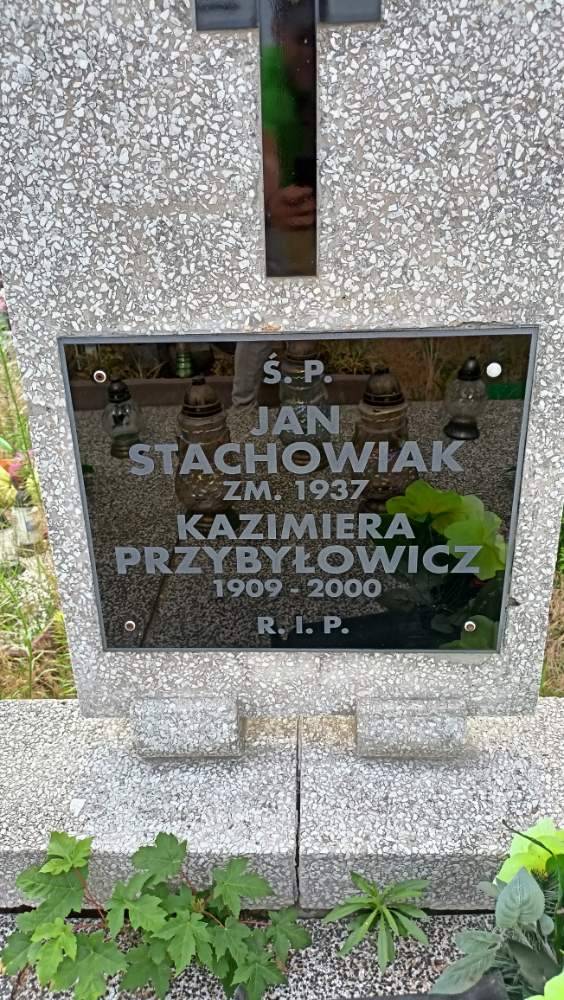 Ś. P.
JAN
STACHOWIAK
ZM. 1937
KAZIMIERA
PRZYBYŁOWICZ
1909 - 2000
R. I. P.